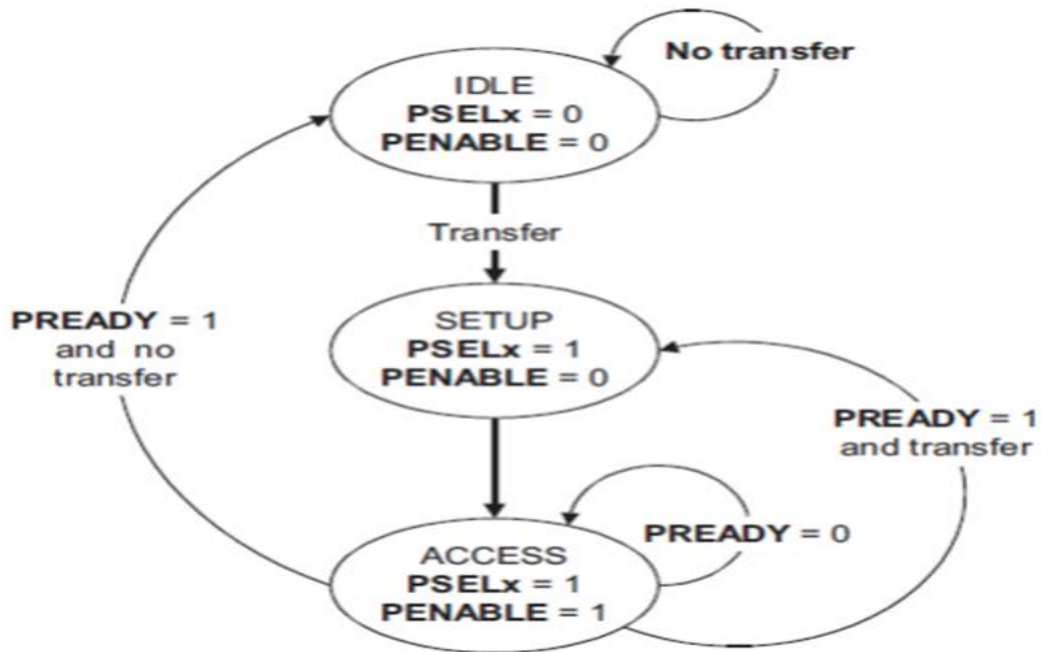 No transfer
IDLE
PSELx = 0
PENABLE = 0
Transfer
SETUP
PSELx = 1
PENABLE = 0
PREADY = 1
and no
transfer
PREADY = 1
and transfer
PREADY = 0
ACCESS
PSELx = 1
PENABLE = 1